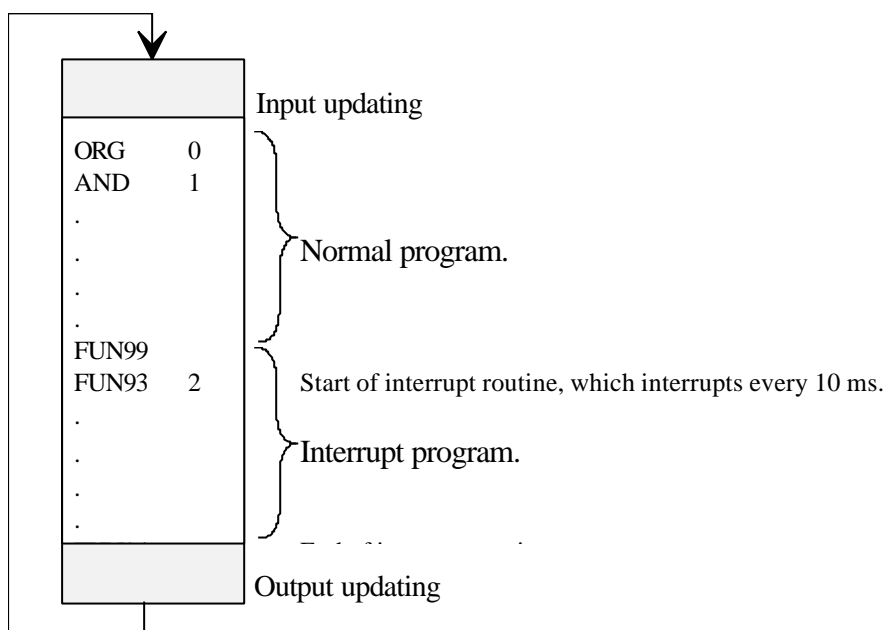 Input updating
ORG 0
AND 1
.
.
.
.
Normal program.
FUN99
FUN93 2 Start of interrupt routine, which interrupts every 10 ms.
.
.
Interrupt program.
.
.
Output updating